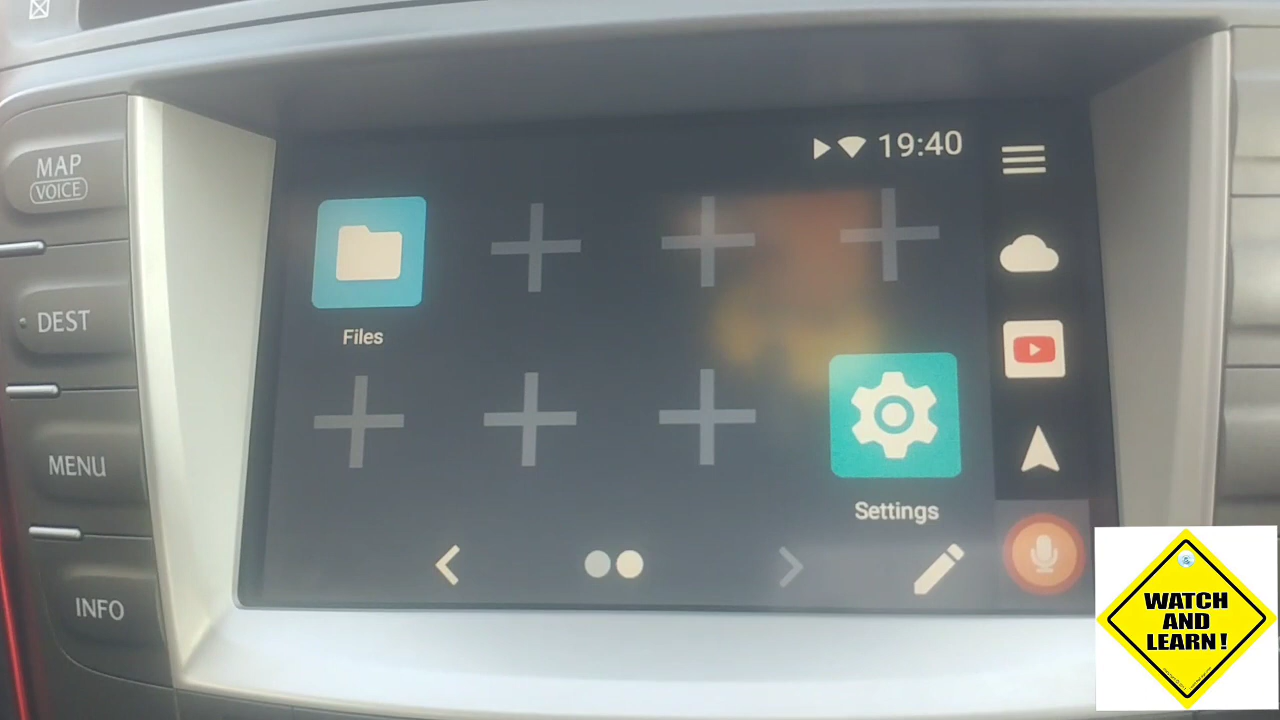 MAP
VOICE
DEST
MENU
INFO
19:40
Files
Settings
WATCH
AND
LEARN!